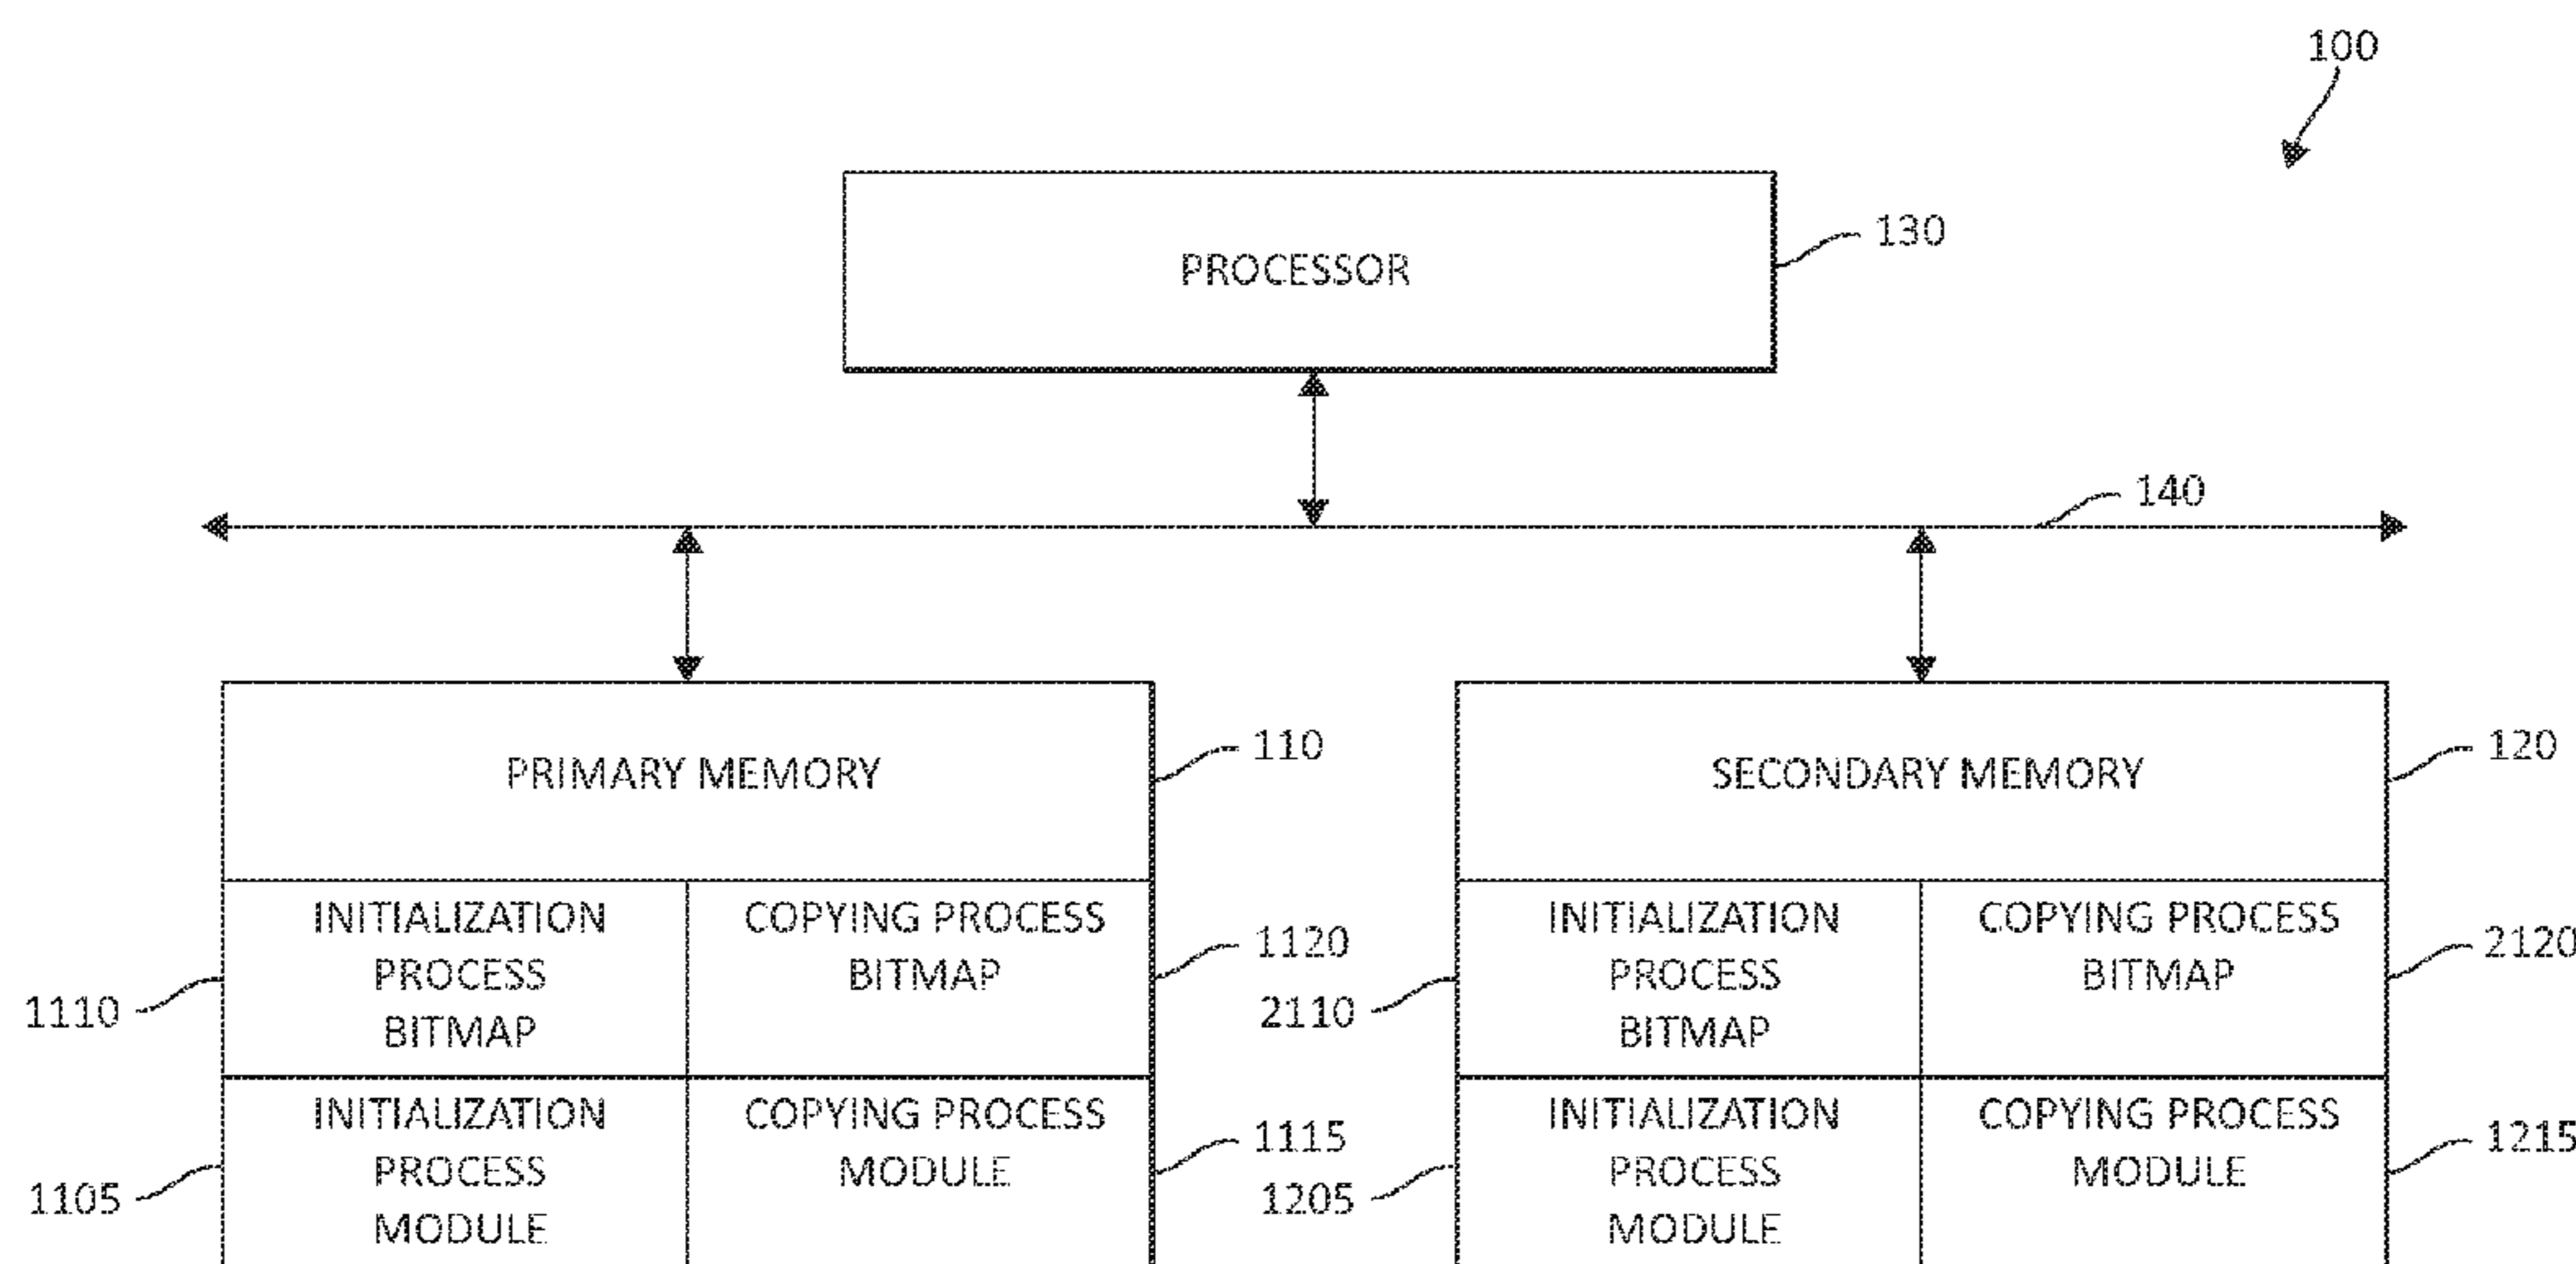 100
PROCESSOR
130
140
PRIMARY MEMORY
110
SECONDARY MEMORY
120
INITIALIZATION
PROCESS
BITMAP
1110
COPYING PROCESS
BITMAP
1120
INITIALIZATION
PROCESS
BITMAP
2110
COPYING PROCESS
BITMAP
2120
INITIALIZATION
PROCESS
MODULE
1105
COPYING PROCESS
MODULE
1115
INITIALIZATION
PROCESS
MODULE
1205
COPYING PROCESS
MODULE
1215